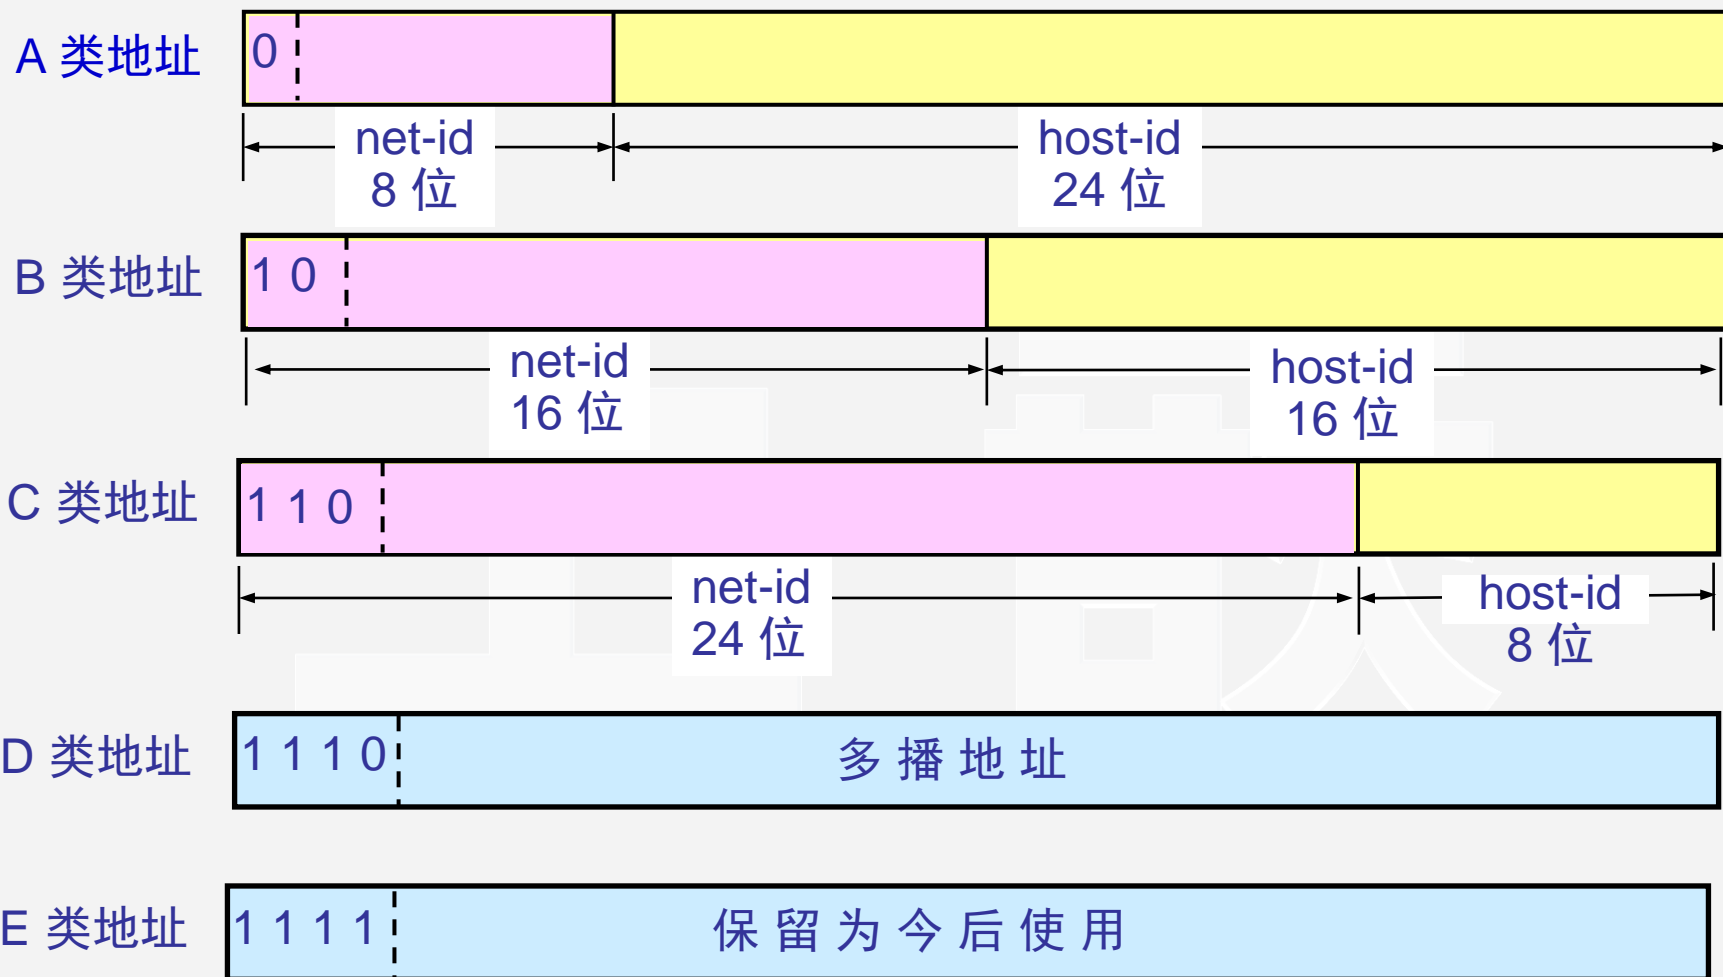 A 类地址
0
net-id
8 位
host-id
24 位
B 类地址
1 0
net-id
16 位
host-id
16 位
C 类地址
1 1 0
net-id
24 位
host-id
8 位
D 类地址
1 1 1 0
多 播 地 址
E 类地址
1 1 1 1
保 留 为 今 后 使 用